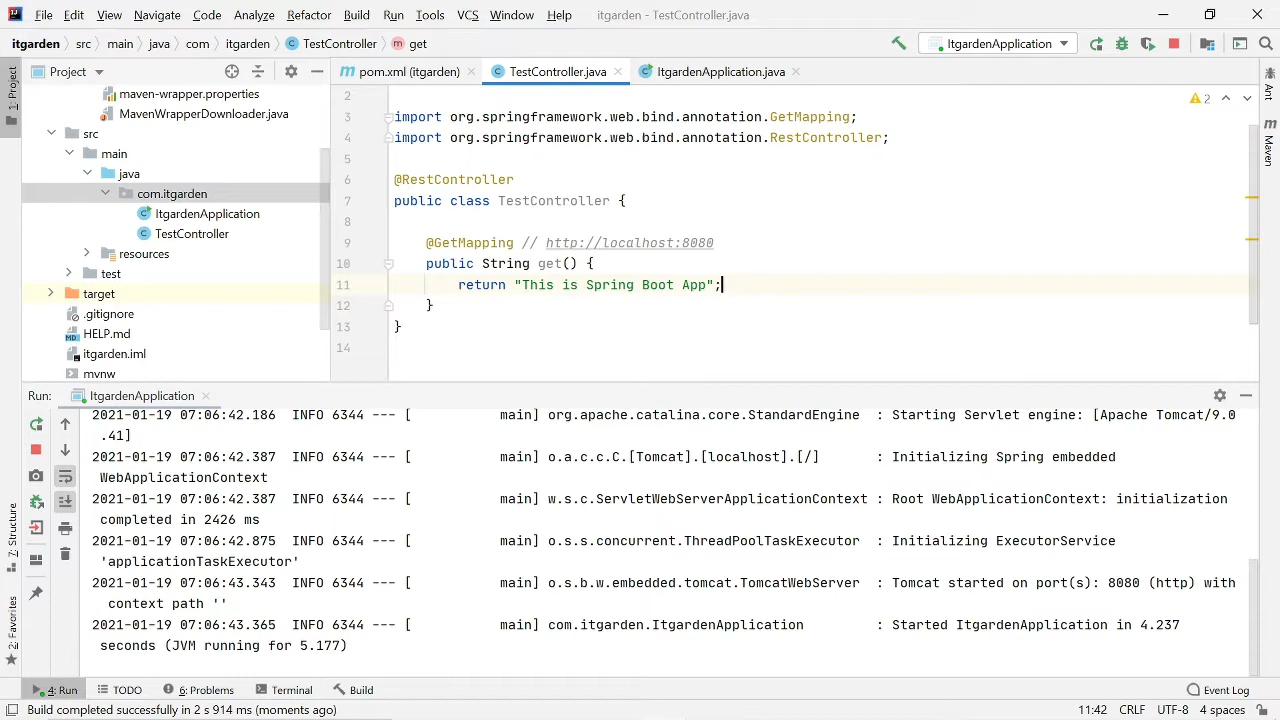 File Edit View Navigate Code Analyze Refactor Build Run Tools VCS Window Help itgarden – TestController.java
itgarden src main java com itgarden TestController get ItgardenApplication
Project pom.xml (itgarden) TestController.java ItgardenApplication.java
1: Project
maven-wrapper.properties
MavenWrapperDownloader.java
src
main
java
com.itgarden
ItgardenApplication
TestController
resources
test
target
.gitignore
HELP.md
itgarden.iml
mvnw
2
3 import org.springframework.web.bind.annotation.GetMapping;
4 import org.springframework.web.bind.annotation.RestController;
5
6 @RestController
7 public class TestController {
8
9 @GetMapping // http://localhost:8080
10 public String get() {
11 return "This is Spring Boot App";
12 }
13 }
14
2
Ant
Maven
Run: ItgardenApplication
2021-01-19 07:06:42.186 INFO 6344 --- [ main] org.apache.catalina.core.StandardEngine : Starting Servlet engine: [Apache Tomcat/9.0
.41]
2021-01-19 07:06:42.387 INFO 6344 --- [ main] o.a.c.c.C.[Tomcat].[localhost].[/] : Initializing Spring embedded
WebApplicationContext
2021-01-19 07:06:42.387 INFO 6344 --- [ main] w.s.c.ServletWebServerApplicationContext : Root WebApplicationContext: initialization
completed in 2426 ms
2021-01-19 07:06:42.875 INFO 6344 --- [ main] o.s.s.concurrent.ThreadPoolTaskExecutor : Initializing ExecutorService
'applicationTaskExecutor'
2021-01-19 07:06:43.343 INFO 6344 --- [ main] o.s.b.w.embedded.tomcat.TomcatWebServer : Tomcat started on port(s): 8080 (http) with
context path ''
2021-01-19 07:06:43.365 INFO 6344 --- [ main] com.itgarden.ItgardenApplication : Started ItgardenApplication in 4.237
seconds (JVM running for 5.177)
7: Structure
2: Favorites
4: Run TODO 6: Problems Terminal Build Event Log
Build completed successfully in 2 s 914 ms (moments ago) 11:42 CRLF UTF-8 4 spaces